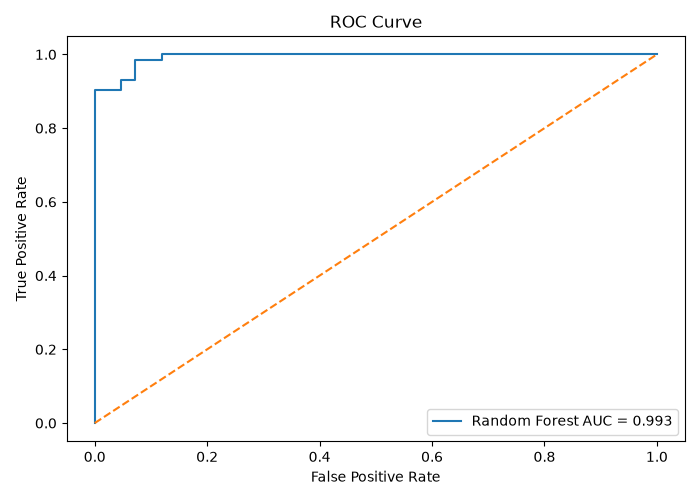 ROC Curve
1.0
0.8
0.6
0.4
0.2
0.0
True Positive Rate
0.0 0.2 0.4 0.6 0.8 1.0
False Positive Rate
Random Forest AUC = 0.993